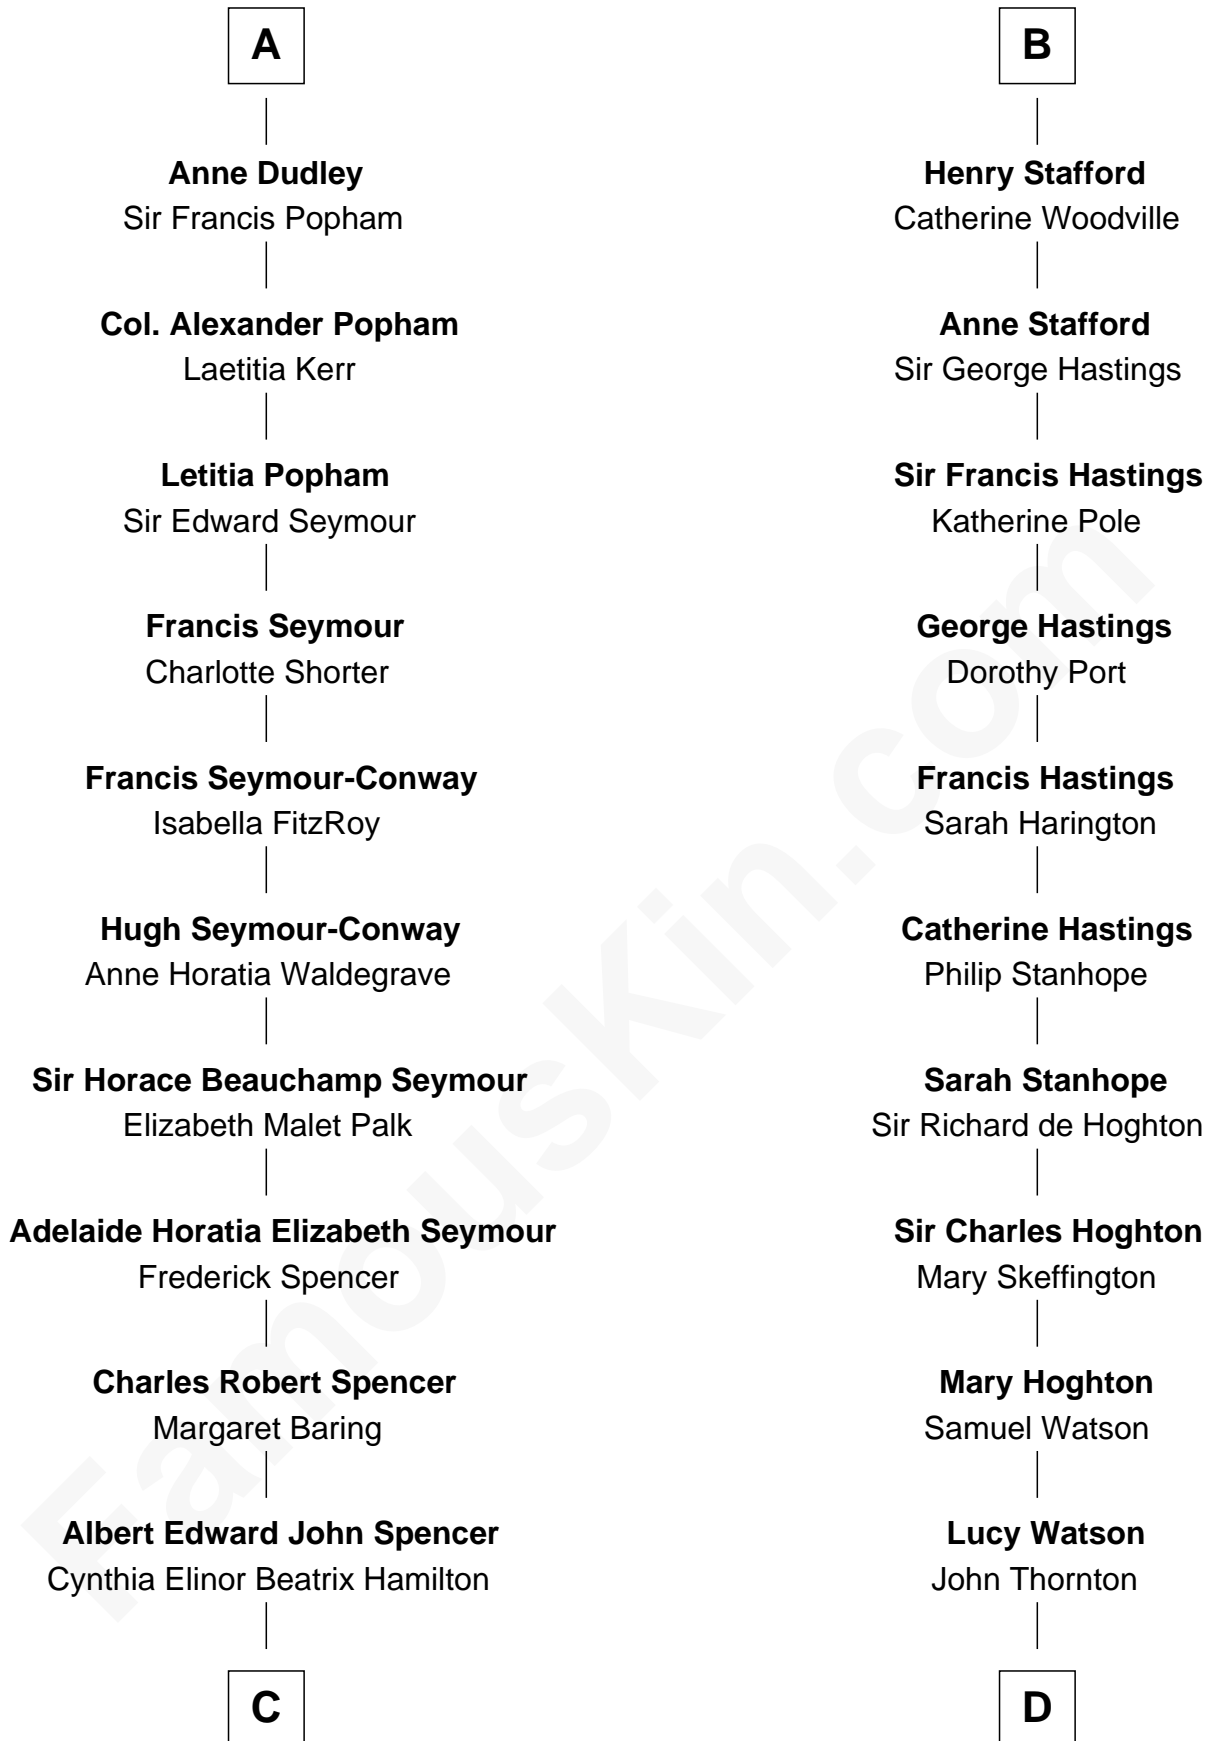 A
Anne Dudley
Sir Francis Popham
Col. Alexander Popham
Laetitia Kerr
Letitia Popham
Sir Edward Seymour
Francis Seymour
Charlotte Shorter
Francis Seymour-Conway
Isabella FitzRoy
Hugh Seymour-Conway
Anne Horatia Waldegrave
Sir Horace Beauchamp Seymour
Elizabeth Malet Palk
Adelaide Horatia Elizabeth Seymour
Frederick Spencer
Charles Robert Spencer
Margaret Baring
Albert Edward John Spencer
Cynthia Elinor Beatrix Hamilton
C
B
Henry Stafford
Catherine Woodville
Anne Stafford
Sir George Hastings
Sir Francis Hastings
Katherine Pole
George Hastings
Dorothy Port
Francis Hastings
Sarah Harington
Catherine Hastings
Philip Stanhope
Sarah Stanhope
Sir Richard de Hoghton
Sir Charles Hoghton
Mary Skeffington
Mary Hoghton
Samuel Watson
Lucy Watson
John Thornton
D
FamousKin.com